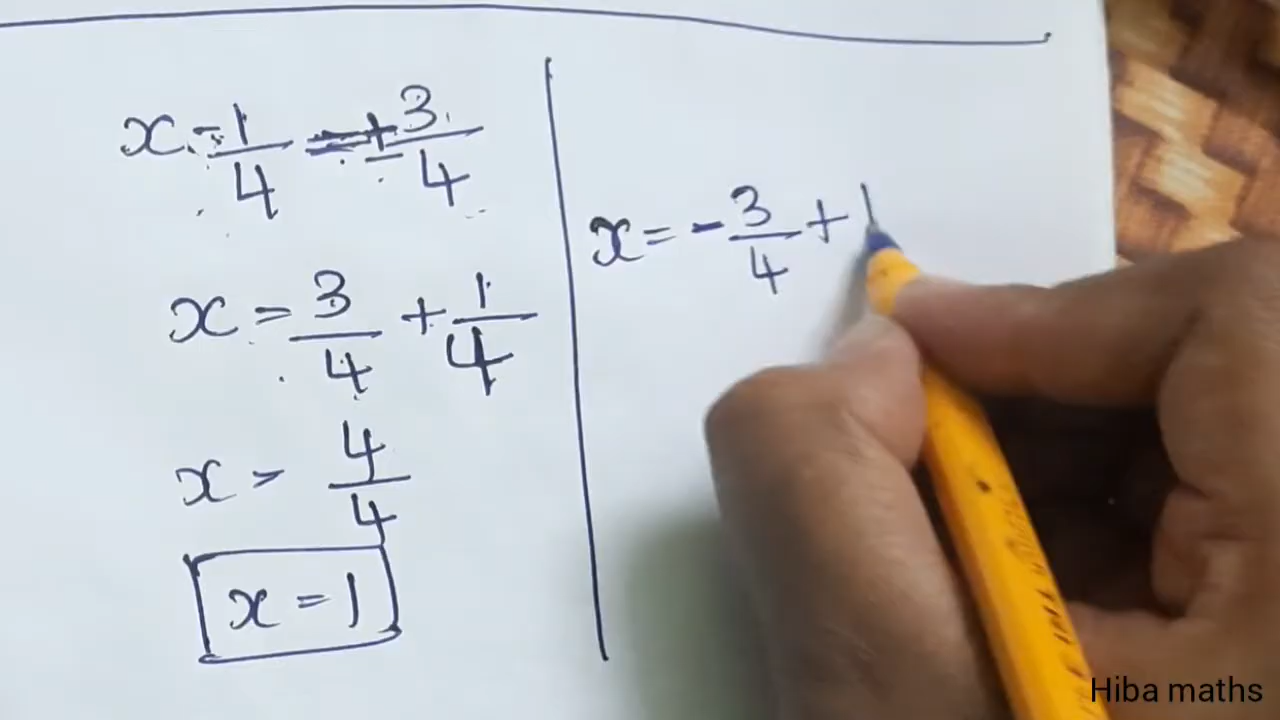 x - 1/4 = ± 3/4
x = 3/4 + 1/4
x = 4/4
x = 1
x = - 3/4 + 1
Hiba maths